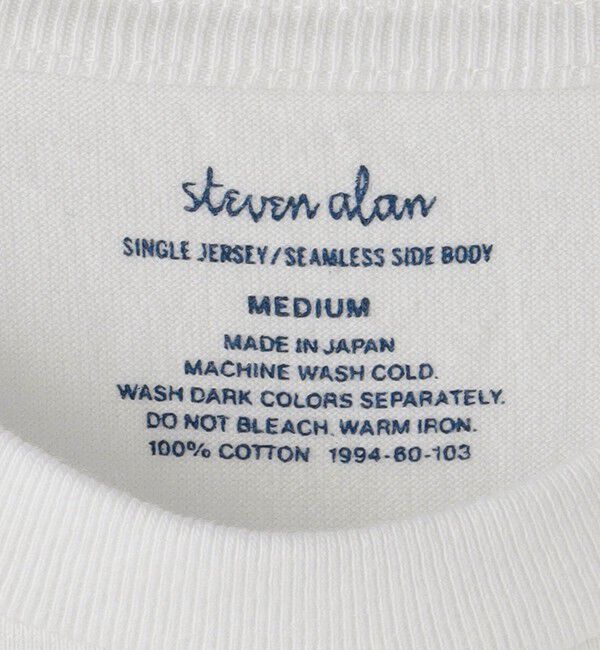 steven alan
SINGLE JERSEY/SEAMLESS SIDE BODY
MEDIUM
MADE IN JAPAN
MACHINE WASH COLD.
WASH DARK COLORS SEPARATELY.
DO NOT BLEACH. WARM IRON.
100% COTTON 1994-60-103